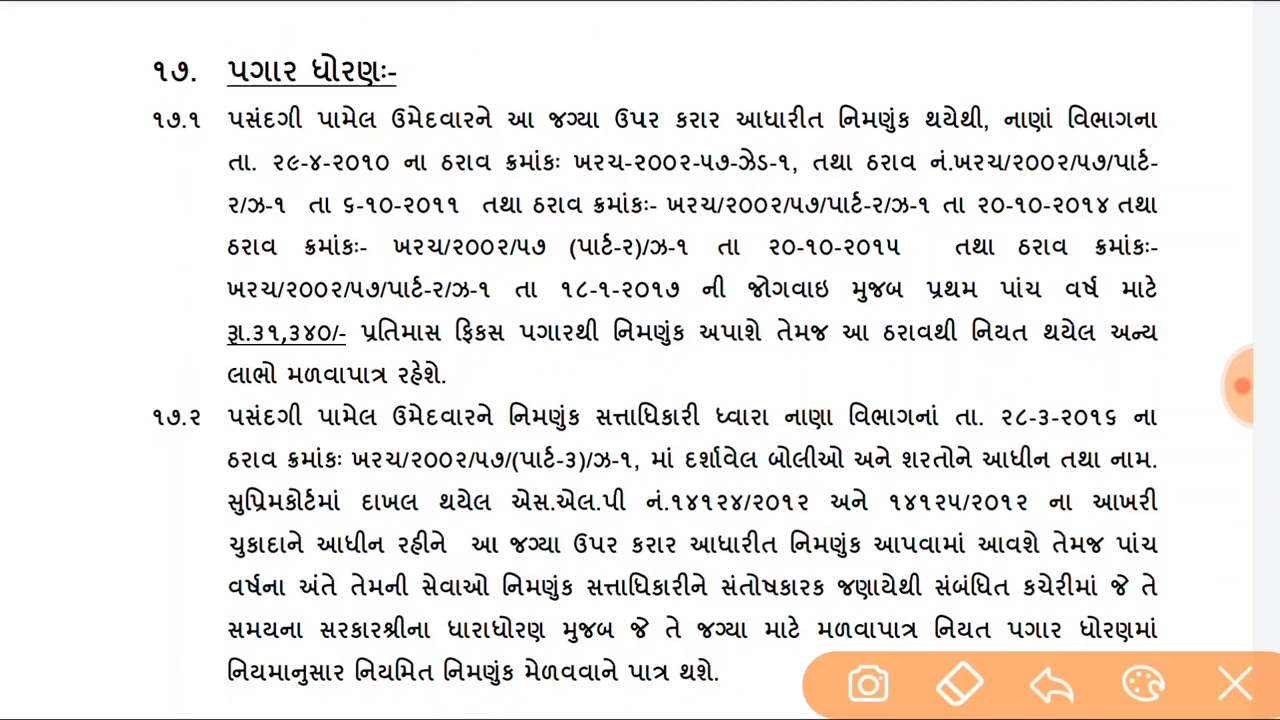 ૧૭. પગાર ધોરણઃ-
૧૭.૧ પસંદગી પામેલ ઉમેદવારને આ જગ્યા ઉપર કરાર આધારીત નિમણુંક થયેથી, નાણાં વિભાગના
તા. ૨૯-૪-૨૦૧૦ ના ઠરાવ ક્રમાંકઃ ખરચ-૨૦૦૨-૫૭-ઝેડ-૧, તથા ઠરાવ નં.ખરચ/૨૦૦૨/૫૭/પાર્ટ-
૨/ઝ-૧ તા ૬-૧૦-૨૦૧૧ તથા ઠરાવ ક્રમાંકઃ- ખરચ/૨૦૦૨/૫૭/પાર્ટ-૨/ઝ-૧ તા ૨૦-૧૦-૨૦૧૪ તથા
ઠરાવ ક્રમાંકઃ- ખરચ/૨૦૦૨/૫૭ (પાર્ટ-૨)/ઝ-૧ તા ૨૦-૧૦-૨૦૧૫ તથા ઠરાવ ક્રમાંકઃ-
ખરચ/૨૦૦૨/૫૭/પાર્ટ-૨/ઝ-૧ તા ૧૮-૧-૨૦૧૭ ની જોગવાઇ મુજબ પ્રથમ પાંચ વર્ષ માટે
રૂા.૩૧,૩૪૦/- પ્રતિમાસ ફિકસ પગારથી નિમણુંક અપાશે તેમજ આ ઠરાવથી નિયત થયેલ અન્ય
લાભો મળવાપાત્ર રહેશે.
૧૭.૨ પસંદગી પામેલ ઉમેદવારને નિમણુંક સત્તાધિકારી ધ્વારા નાણા વિભાગનાં તા. ૨૮-૩-૨૦૧૬ ના
ઠરાવ ક્રમાંકઃ ખરચ/૨૦૦૨/૫૭/(પાર્ટ-૩)/ઝ-૧, માં દર્શાવેલ બોલીઓ અને શરતોને આધીન તથા નામ.
સુપ્રિમકોર્ટમાં દાખલ થયેલ એસ.એલ.પી નં.૧૪૧૨૪/૨૦૧૨ અને ૧૪૧૨૫/૨૦૧૨ ના આખરી
ચુકાદાને આધીન રહીને આ જગ્યા ઉપર કરાર આધારીત નિમણુંક આપવામાં આવશે તેમજ પાંચ
વર્ષના અંતે તેમની સેવાઓ નિમણુંક સત્તાધિકારીને સંતોષકારક જણાયેથી સંબંધિત કચેરીમાં જે તે
સમયના સરકારશ્રીના ધારાધોરણ મુજબ જે તે જગ્યા માટે મળવાપાત્ર નિયત પગાર ધોરણમાં
નિયમાનુસાર નિયમિત નિમણુંક મેળવવાને પાત્ર થશે.